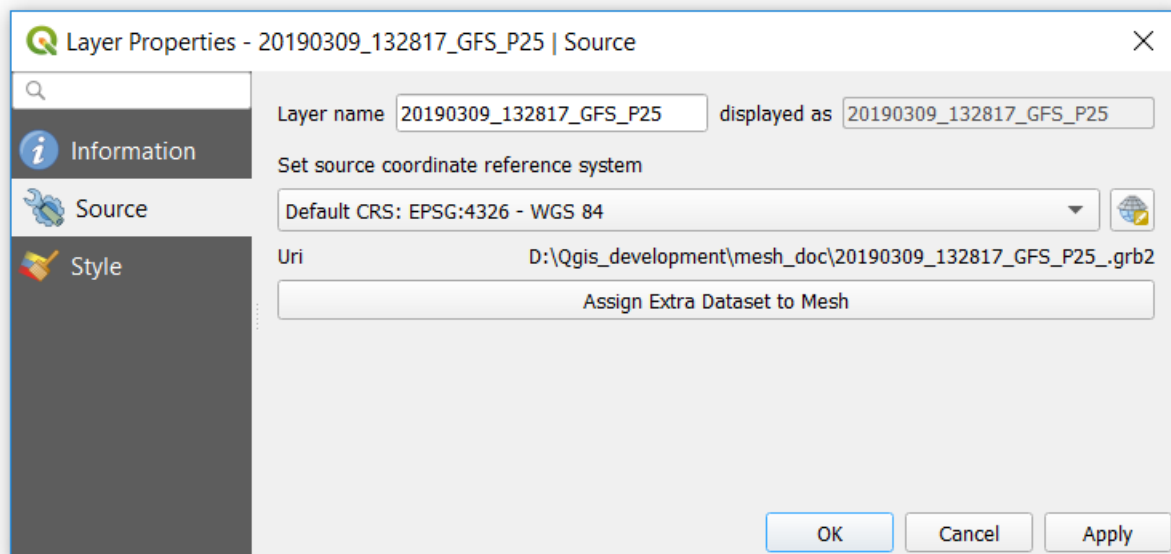 Layer Properties - 20190309_132817_GFS_P25 | Source
Information
Source
Style
Layer name 20190309_132817_GFS_P25 displayed as 20190309_132817_GFS_P25
Set source coordinate reference system
Default CRS: EPSG:4326 - WGS 84
Uri D:\Qgis_development\mesh_doc\20190309_132817_GFS_P25_.grb2
Assign Extra Dataset to Mesh
OK Cancel Apply